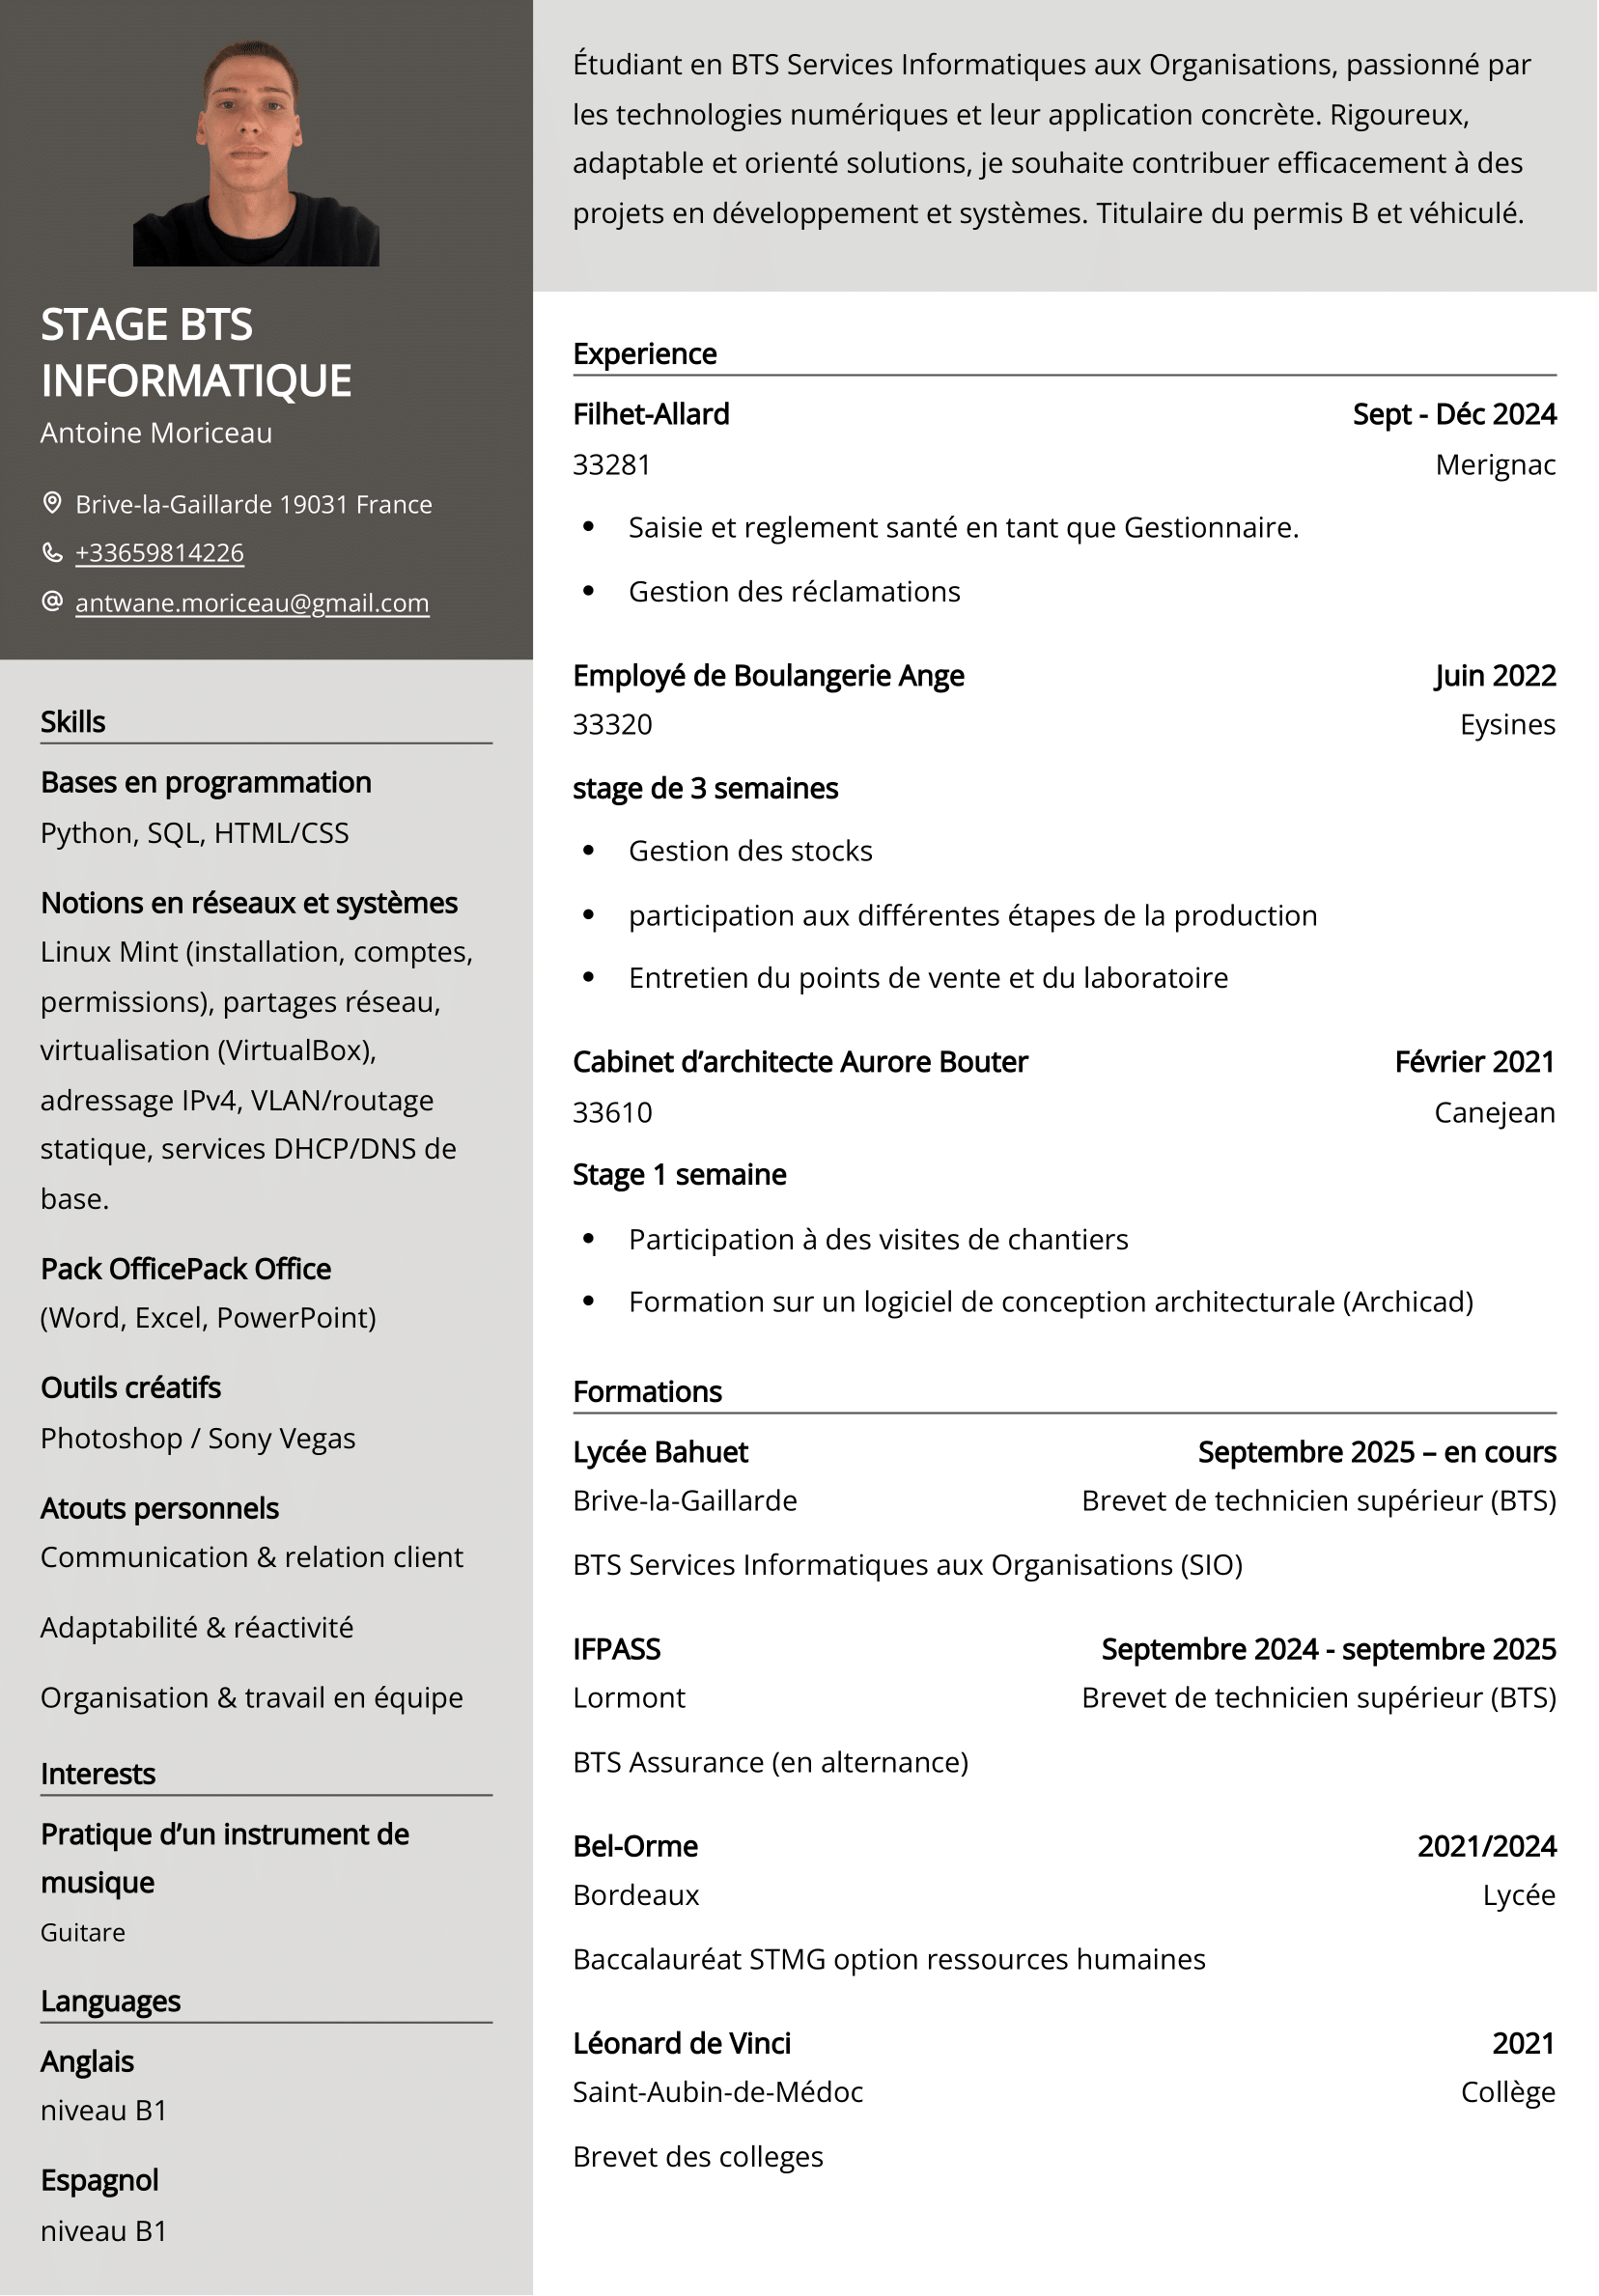 STAGE BTS
INFORMATIQUE
Antoine Moriceau
Brive-la-Gaillarde 19031 France
+33659814226
antwane.moriceau@gmail.com
Skills
Bases en programmation
Python, SQL, HTML/CSS
Notions en réseaux et systèmes
Linux Mint (installation, comptes,
permissions), partages réseau,
virtualisation (VirtualBox),
adressage IPv4, VLAN/routage
statique, services DHCP/DNS de
base.
Pack OfficePack Office
(Word, Excel, PowerPoint)
Outils créatifs
Photoshop / Sony Vegas
Atouts personnels
Communication & relation client
Adaptabilité & réactivité
Organisation & travail en équipe
Interests
Pratique d’un instrument de
musique
Guitare
Languages
Anglais
niveau B1
Espagnol
niveau B1
Étudiant en BTS Services Informatiques aux Organisations, passionné par
les technologies numériques et leur application concrète. Rigoureux,
adaptable et orienté solutions, je souhaite contribuer efficacement à des
projets en développement et systèmes. Titulaire du permis B et véhiculé.
Experience
Filhet-Allard Sept - Déc 2024
33281 Merignac
• Saisie et reglement santé en tant que Gestionnaire.
• Gestion des réclamations
Employé de Boulangerie Ange Juin 2022
33320 Eysines
stage de 3 semaines
• Gestion des stocks
• participation aux différentes étapes de la production
• Entretien du points de vente et du laboratoire
Cabinet d’architecte Aurore Bouter Février 2021
33610 Canejean
Stage 1 semaine
• Participation à des visites de chantiers
• Formation sur un logiciel de conception architecturale (Archicad)
Formations
Lycée Bahuet Septembre 2025 – en cours
Brive-la-Gaillarde Brevet de technicien supérieur (BTS)
BTS Services Informatiques aux Organisations (SIO)
IFPASS Septembre 2024 - septembre 2025
Lormont Brevet de technicien supérieur (BTS)
BTS Assurance (en alternance)
Bel-Orme 2021/2024
Bordeaux Lycée
Baccalauréat STMG option ressources humaines
Léonard de Vinci 2021
Saint-Aubin-de-Médoc Collège
Brevet des colleges